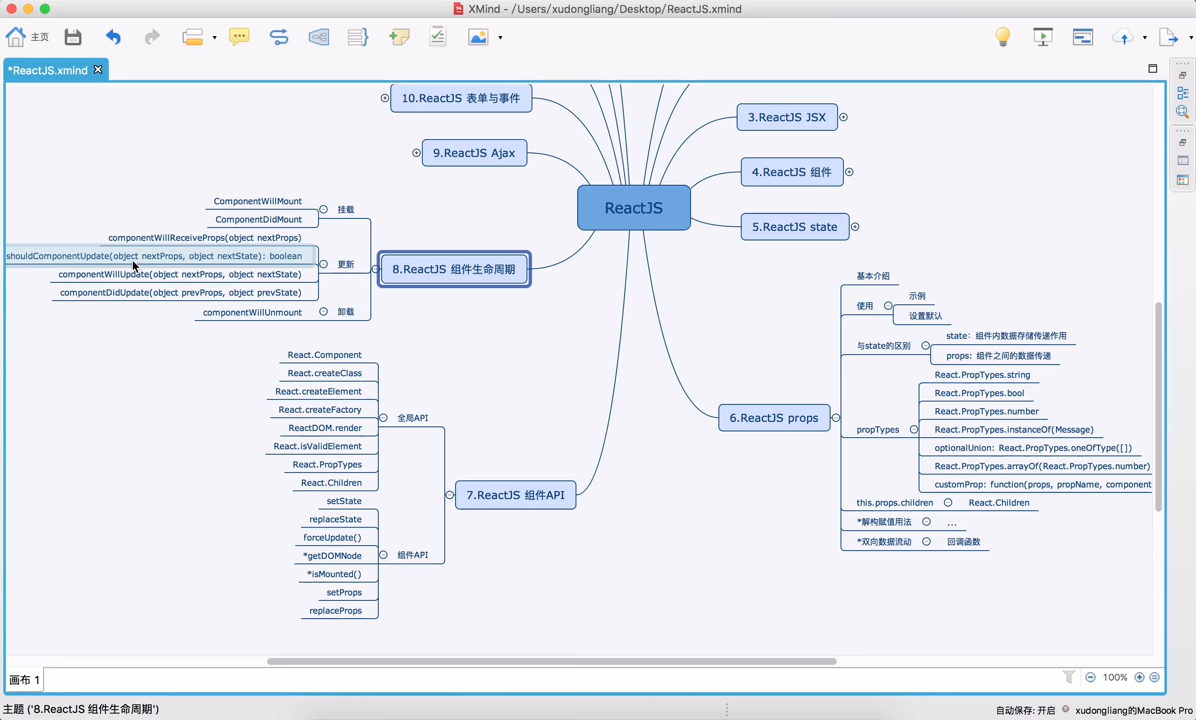 XMind - /Users/xudongliang/Desktop/ReactJS.xmind
主页
*ReactJS.xmind
10.ReactJS 表单与事件
9.ReactJS Ajax
ComponentWillMount
ComponentDidMount
挂载
componentWillReceiveProps(object nextProps)
shouldComponentUpdate(object nextProps, object nextState): boolean
componentWillUpdate(object nextProps, object nextState)
componentDidUpdate(object prevProps, object prevState)
更新
componentWillUnmount
卸载
8.ReactJS 组件生命周期
React.Component
React.createClass
React.createElement
React.createFactory
ReactDOM.render
React.isValidElement
React.PropTypes
React.Children
全局API
setState
replaceState
forceUpdate()
*getDOMNode
*isMounted()
setProps
replaceProps
组件API
7.ReactJS 组件API
ReactJS
3.ReactJS JSX
4.ReactJS 组件
5.ReactJS state
6.ReactJS props
基本介绍
使用
示例
设置默认
与state的区别
state：组件内数据存储传递作用
props：组件之间的数据传递
propTypes
React.PropTypes.string
React.PropTypes.bool
React.PropTypes.number
React.PropTypes.instanceOf(Message)
optionalUnion: React.PropTypes.oneOfType([])
React.PropTypes.arrayOf(React.PropTypes.number)
customProp: function(props, propName, component
this.props.children
React.Children
*解构赋值用法
...
*双向数据流动
回调函数
画布 1
100%
主题 ('8.ReactJS 组件生命周期')
自动保存: 开启
xudongliang的MacBook Pro